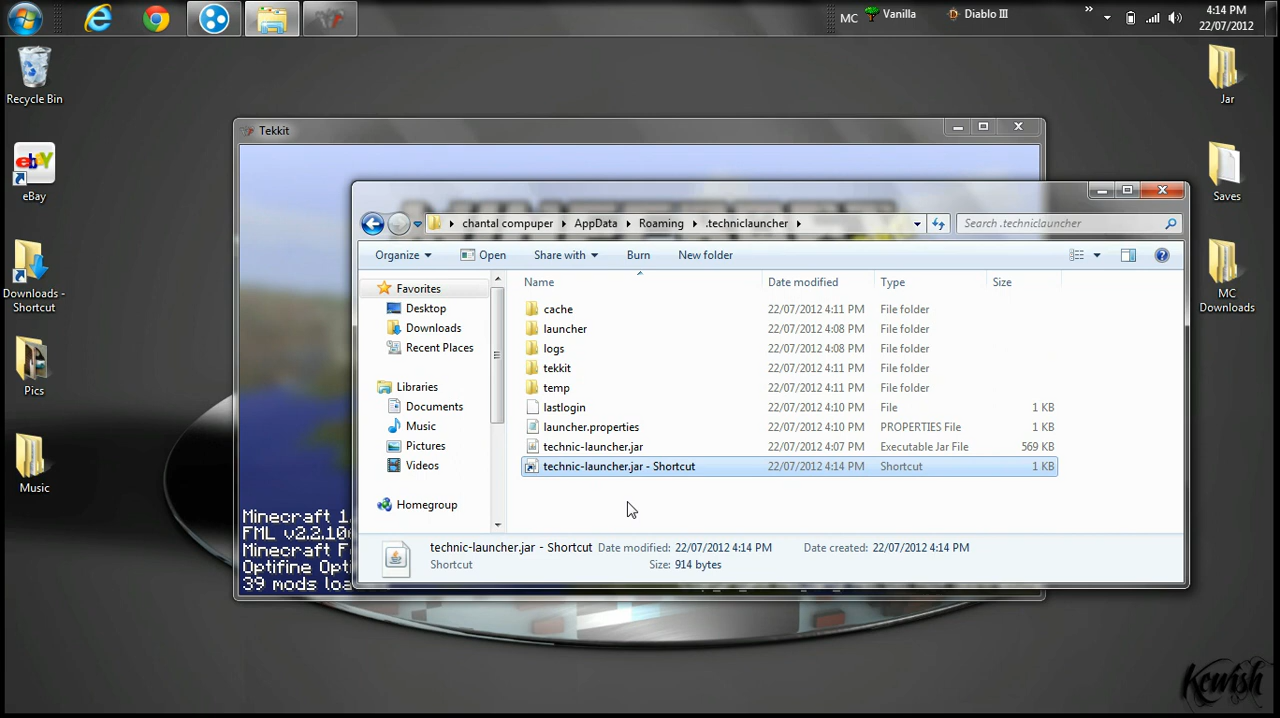 MC
Vanilla
Diablo III
»
4:14 PM
22/07/2012
Recycle Bin
ebay
eBay
Downloads -
Shortcut
Pics
Music
Jar
Saves
MC
Downloads
Tekkit
chantal compuper
AppData
Roaming
.techniclauncher
Search .techniclauncher
Organize
Open
Share with
Burn
New folder
Name
Date modified
Type
Size
Favorites
Desktop
Downloads
Recent Places
Libraries
Documents
Music
Pictures
Videos
Homegroup
cache 22/07/2012 4:11 PM File folder
launcher 22/07/2012 4:08 PM File folder
logs 22/07/2012 4:08 PM File folder
tekkit 22/07/2012 4:11 PM File folder
temp 22/07/2012 4:11 PM File folder
lastlogin 22/07/2012 4:10 PM File 1 KB
launcher.properties 22/07/2012 4:10 PM PROPERTIES File 1 KB
technic-launcher.jar 22/07/2012 4:07 PM Executable Jar File 569 KB
technic-launcher.jar - Shortcut 22/07/2012 4:14 PM Shortcut 1 KB
technic-launcher.jar - Shortcut Date modified: 22/07/2012 4:14 PM Date created: 22/07/2012 4:14 PM
Shortcut Size: 914 bytes
Minecraft 1.
FML v2.2.10
Minecraft F
Optifine Opt
39 mods loa
Kewish